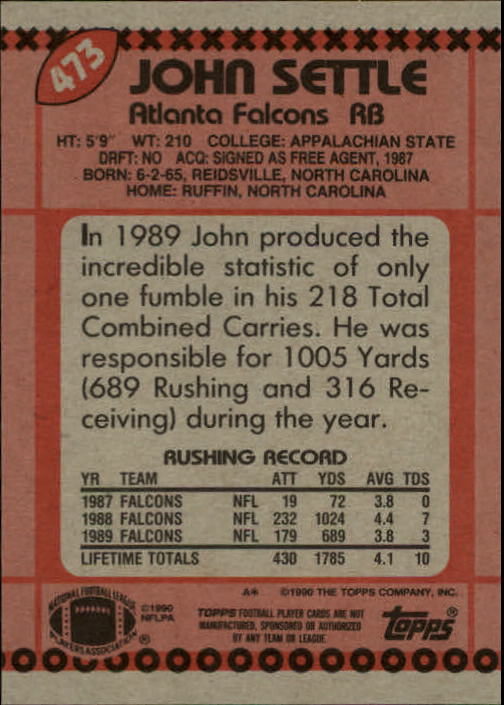 473
JOHN SETTLE
Atlanta Falcons RB
HT: 5'9" WT: 210 COLLEGE: APPALACHIAN STATE
DRFT: NO ACQ: SIGNED AS FREE AGENT, 1987
BORN: 6-2-65, REIDSVILLE, NORTH CAROLINA
HOME: RUFFIN, NORTH CAROLINA
In 1989 John produced the
incredible statistic of only
one fumble in his 218 Total
Combined Carries. He was
responsible for 1005 Yards
(689 Rushing and 316 Re-
ceiving) during the year.
RUSHING RECORD
YR TEAM ATT YDS AVG TDS
1987 FALCONS NFL 19 72 3.8 0
1988 FALCONS NFL 232 1024 4.4 7
1989 FALCONS NFL 179 689 3.8 3
LIFETIME TOTALS 430 1785 4.1 10
A* ©1990 THE TOPPS COMPANY, INC.
NATIONAL FOOTBALL LEAGUE
PLAYERS ASSOCIATION ®
©1990
NFLPA
TOPPS FOOTBALL PLAYER CARDS ARE NOT
MANUFACTURED, SPONSORED OR AUTHORIZED
BY ANY TEAM OR LEAGUE.
topps®